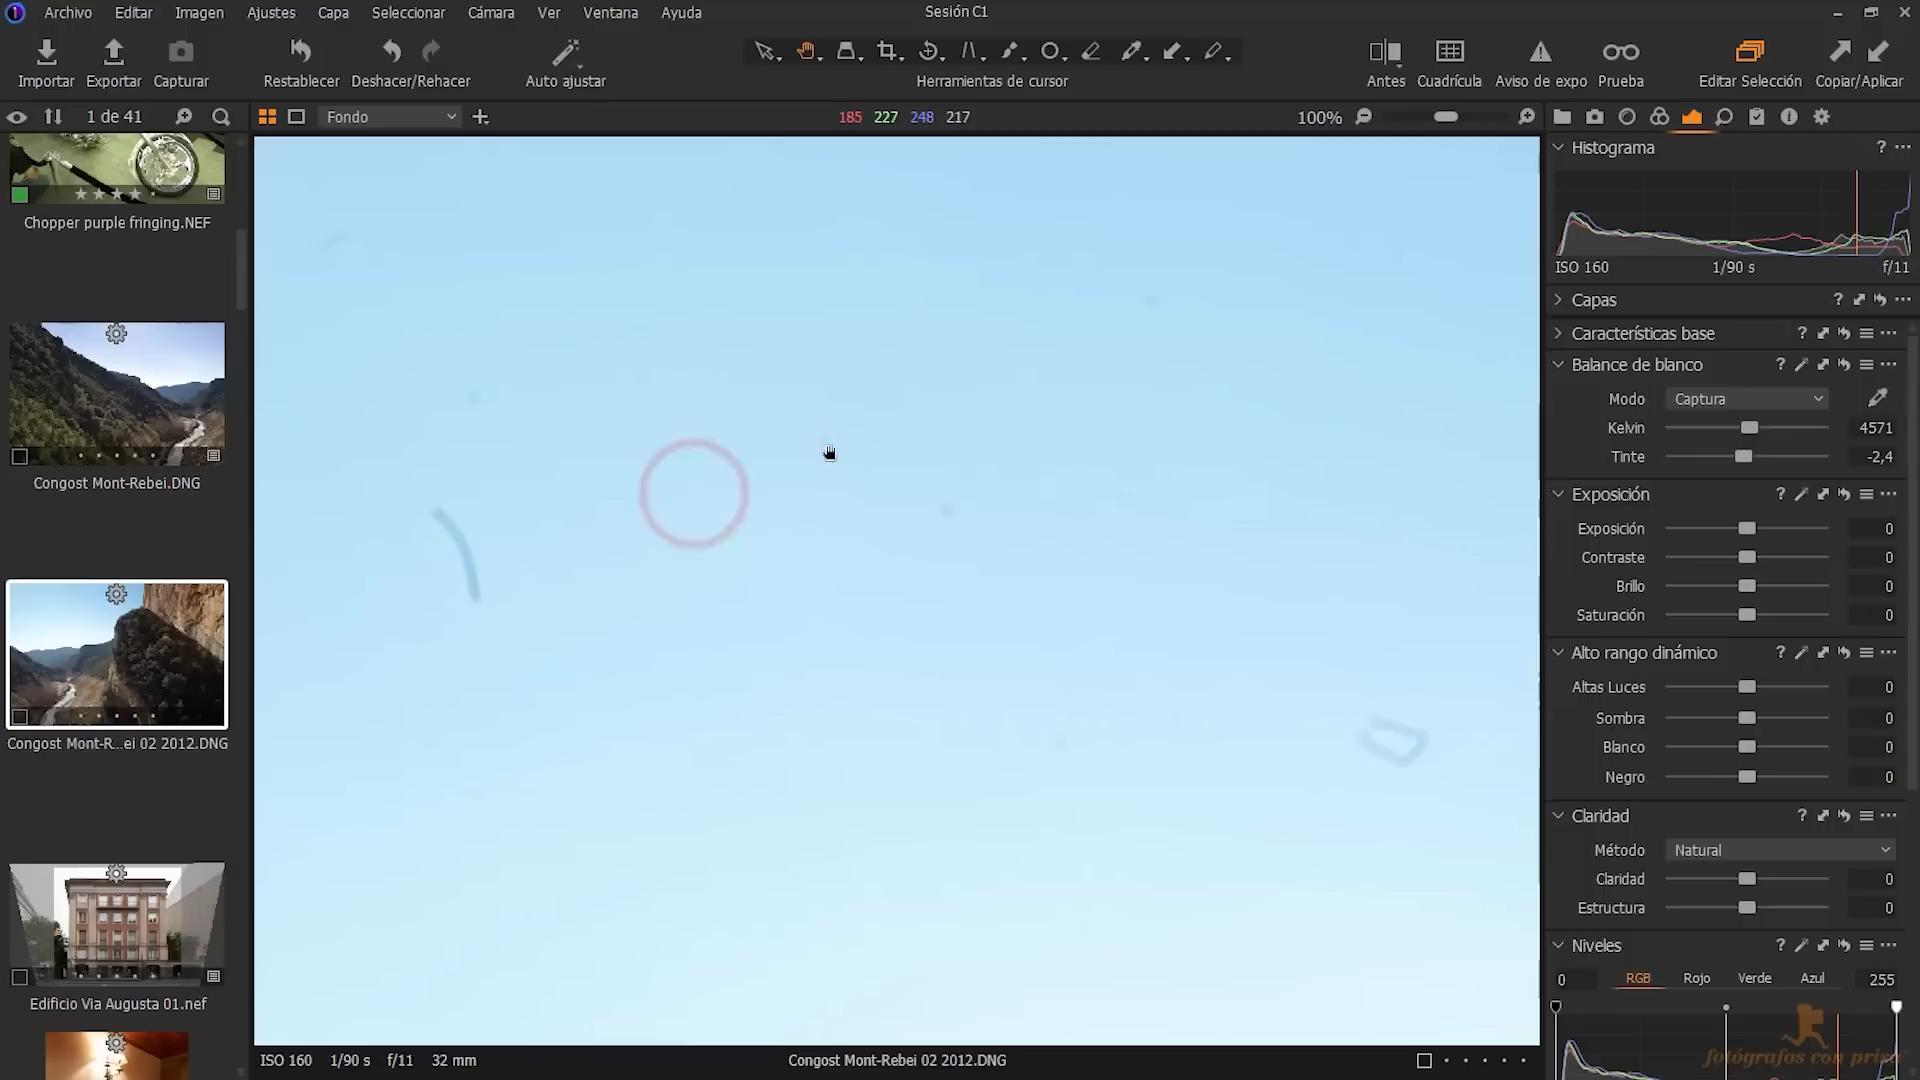 Archivo Editar Imagen Ajustes Capa Seleccionar Cámara Ver Ventana Ayuda
Sesión C1
Importar Exportar Capturar Restablecer Deshacer/Rehacer Auto ajustar
Herramientas de cursor
Antes Cuadrícula Aviso de expo Prueba Editar Selección Copiar/Aplicar
1 de 41
Fondo
185 227 248 217
100%
Chopper purple fringing.NEF
Congost Mont-Rebei.DNG
Congost Mont-R...ei 02 2012.DNG
Edificio Via Augusta 01.nef
ISO 160 1/90 s f/11 32 mm
Congost Mont-Rebei 02 2012.DNG
Histograma
ISO 160 1/90 s f/11
Capas
Características base
Balance de blanco
Modo Captura
Kelvin 4571
Tinte -2,4
Exposición
Exposición 0
Contraste 0
Brillo 0
Saturación 0
Alto rango dinámico
Altas Luces 0
Sombra 0
Blanco 0
Negro 0
Claridad
Método Natural
Claridad 0
Estructura 0
Niveles
0 RGB Rojo Verde Azul 255
fotógrafos con prisa